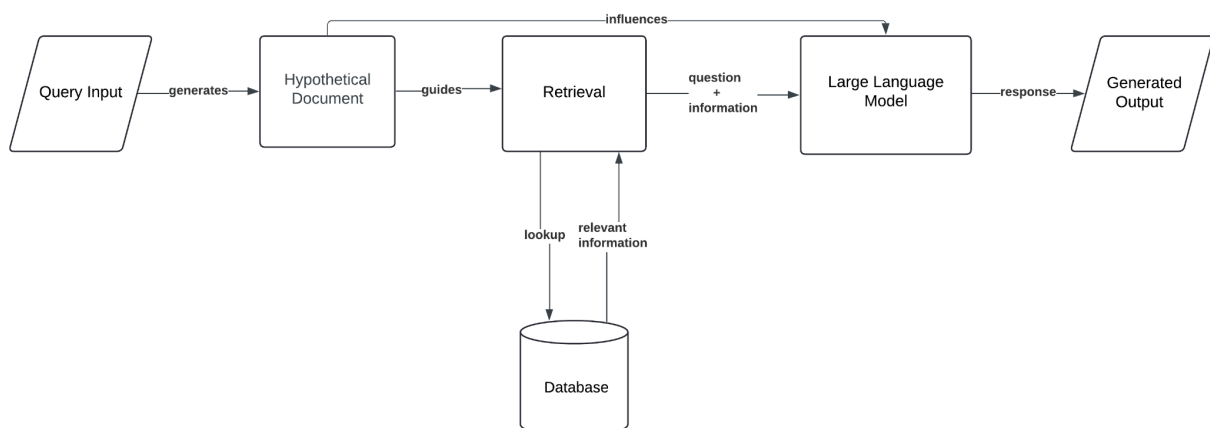 influences
Query Input
generates
Hypothetical
Document
guides
Retrieval
question
+
information
Large Language
Model
response
Generated
Output
lookup
relevant
information
Database